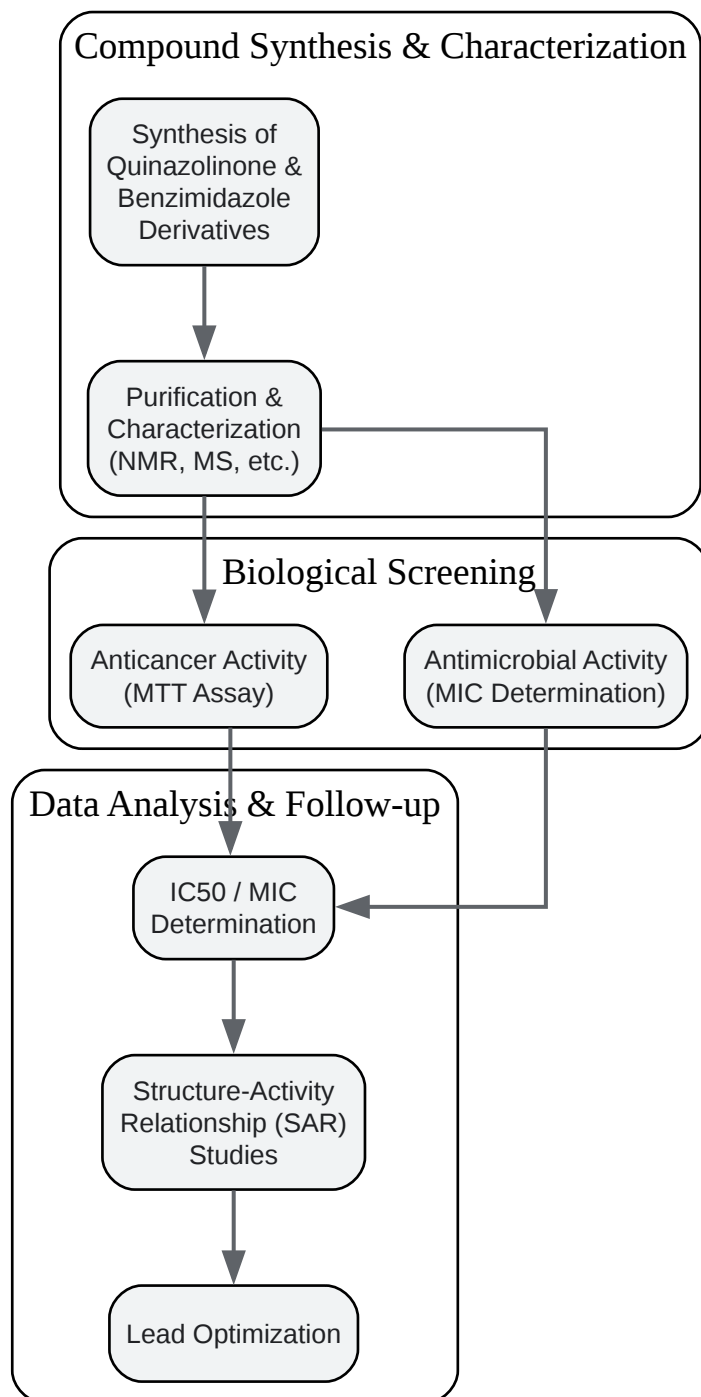 Compound Synthesis & Characterization
Synthesis of
Quinazolinone &
Benzimidazole
Derivatives
Purification &
Characterization
(NMR, MS, etc.)
Biological Screening
Anticancer Activity
(MTT Assay)
Antimicrobial Activity
(MIC Determination)
Data Analysis & Follow-up
IC50 / MIC
Determination
Structure-Activity
Relationship (SAR)
Studies
Lead Optimization